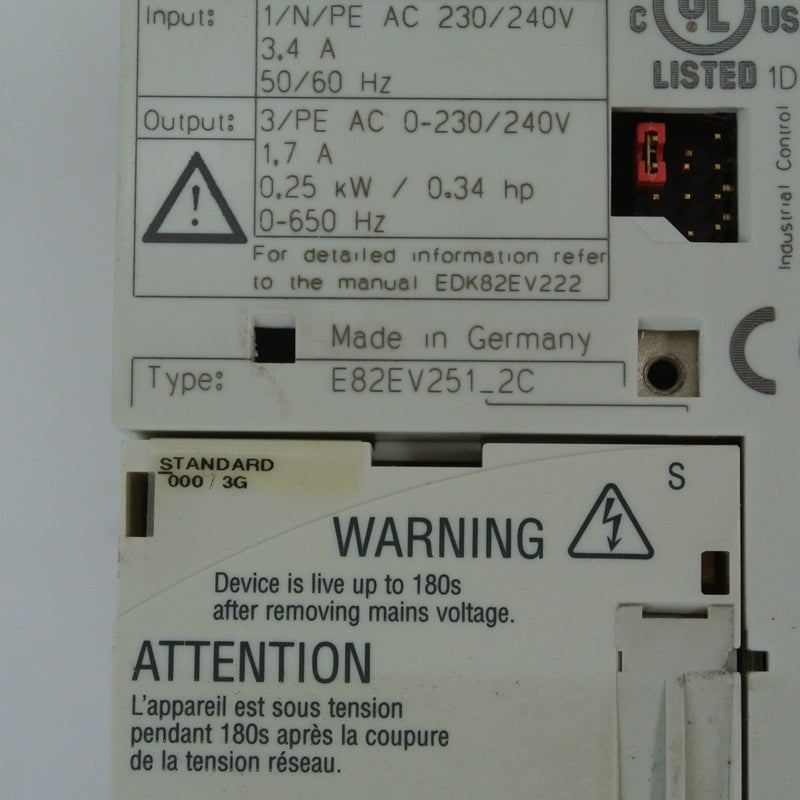 Input: 1/N/PE AC 230/240V
3,4 A
50/60 Hz
Output: 3/PE AC 0-230/240V
1,7 A
0.25 kW / 0.34 hp
0-650 Hz
For detailed information refer
to the manual EDK82EV222
C UL US
LISTED 1D
Industrial Control
Made in Germany
Type: E82EV251_2C
STANDARD
000 / 3G
S
WARNING
Device is live up to 180s
after removing mains voltage.
ATTENTION
L'appareil est sous tension
pendant 180s après la coupure
de la tension réseau.